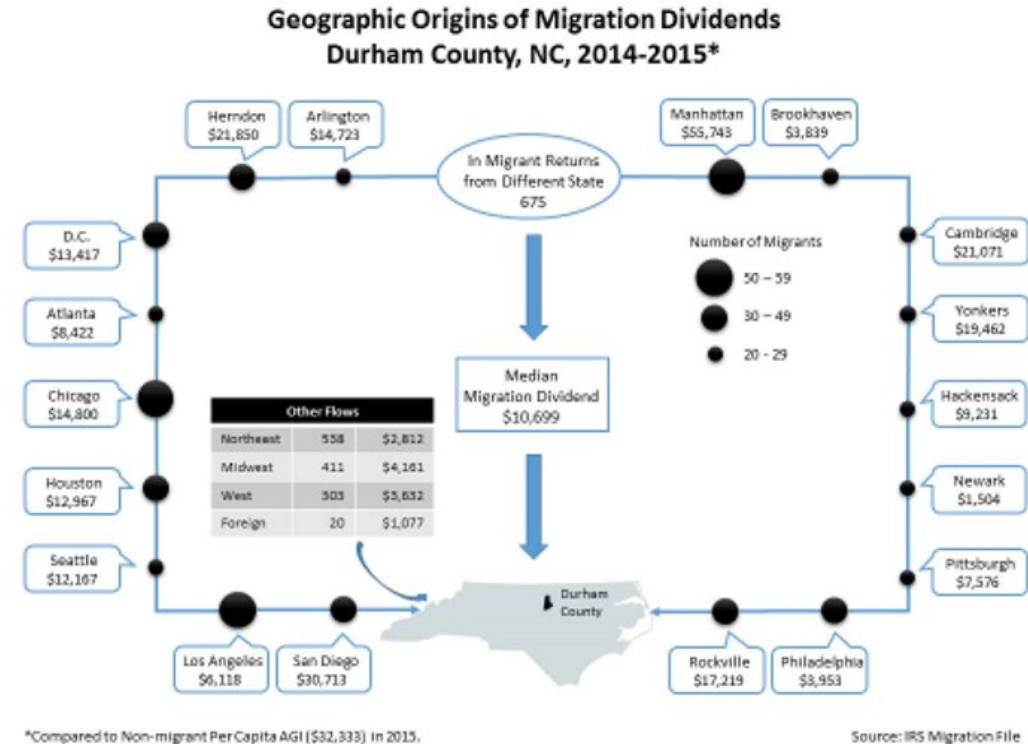 Geographic Origins of Migration Dividends
Durham County, NC, 2014-2015*
Herndon
$21,850
Arlington
$14,723
In Migrant Returns
from Different State
675
Manhattan
$55,743
Brookhaven
$3,839
D.C.
$13,417
Atlanta
$8,422
Chicago
$14,800
Houston
$12,967
Seattle
$12,167
Los Angeles
$6,118
San Diego
$30,713
Number of Migrants
50 – 59
30 – 49
20 - 29
Median
Migration Dividend
$10,699
Other Flows
Northeast 538 $2,812
Midwest 411 $4,161
West 303 $3,632
Foreign 20 $1,077
Cambridge
$21,071
Yonkers
$19,462
Hackensack
$9,231
Newark
$1,504
Pittsburgh
$7,576
Durham
County
Rockville
$17,219
Philadelphia
$3,953
*Compared to Non-migrant Per Capita AGI ($32,333) in 2015.
Source: IRS Migration File